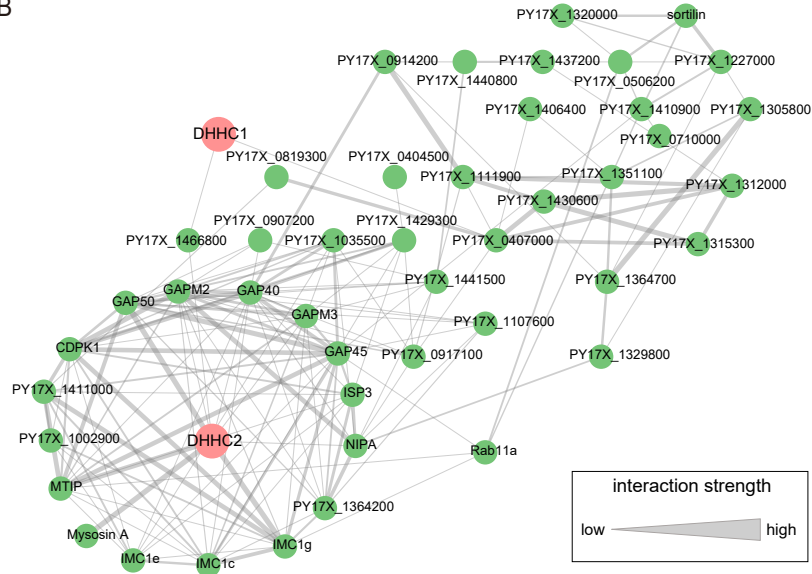 B
PY17X_1320000
sortilin
PY17X_0914200
PY17X_1437200
PY17X_1227000
PY17X_1440800
PY17X_0506200
PY17X_1406400
PY17X_1410900
PY17X_1305800
DHHC1
PY17X_0710000
PY17X_0819300
PY17X_0404500
PY17X_1111900
PY17X_1351100
PY17X_1312000
PY17X_1430600
PY17X_0907200
PY17X_1429300
PY17X_1466800
PY17X_1035500
PY17X_0407000
PY17X_1315300
PY17X_1441500
PY17X_1364700
GAPM2
GAP40
GAP50
GAPM3
PY17X_1107600
CDPK1
GAP45
PY17X_0917100
PY17X_1329800
PY17X_1411000
ISP3
PY17X_1002900
DHHC2
NIPA
Rab11a
MTIP
interaction strength
PY17X_1364200
low
high
Mysosin A
IMC1g
IMC1e
IMC1c